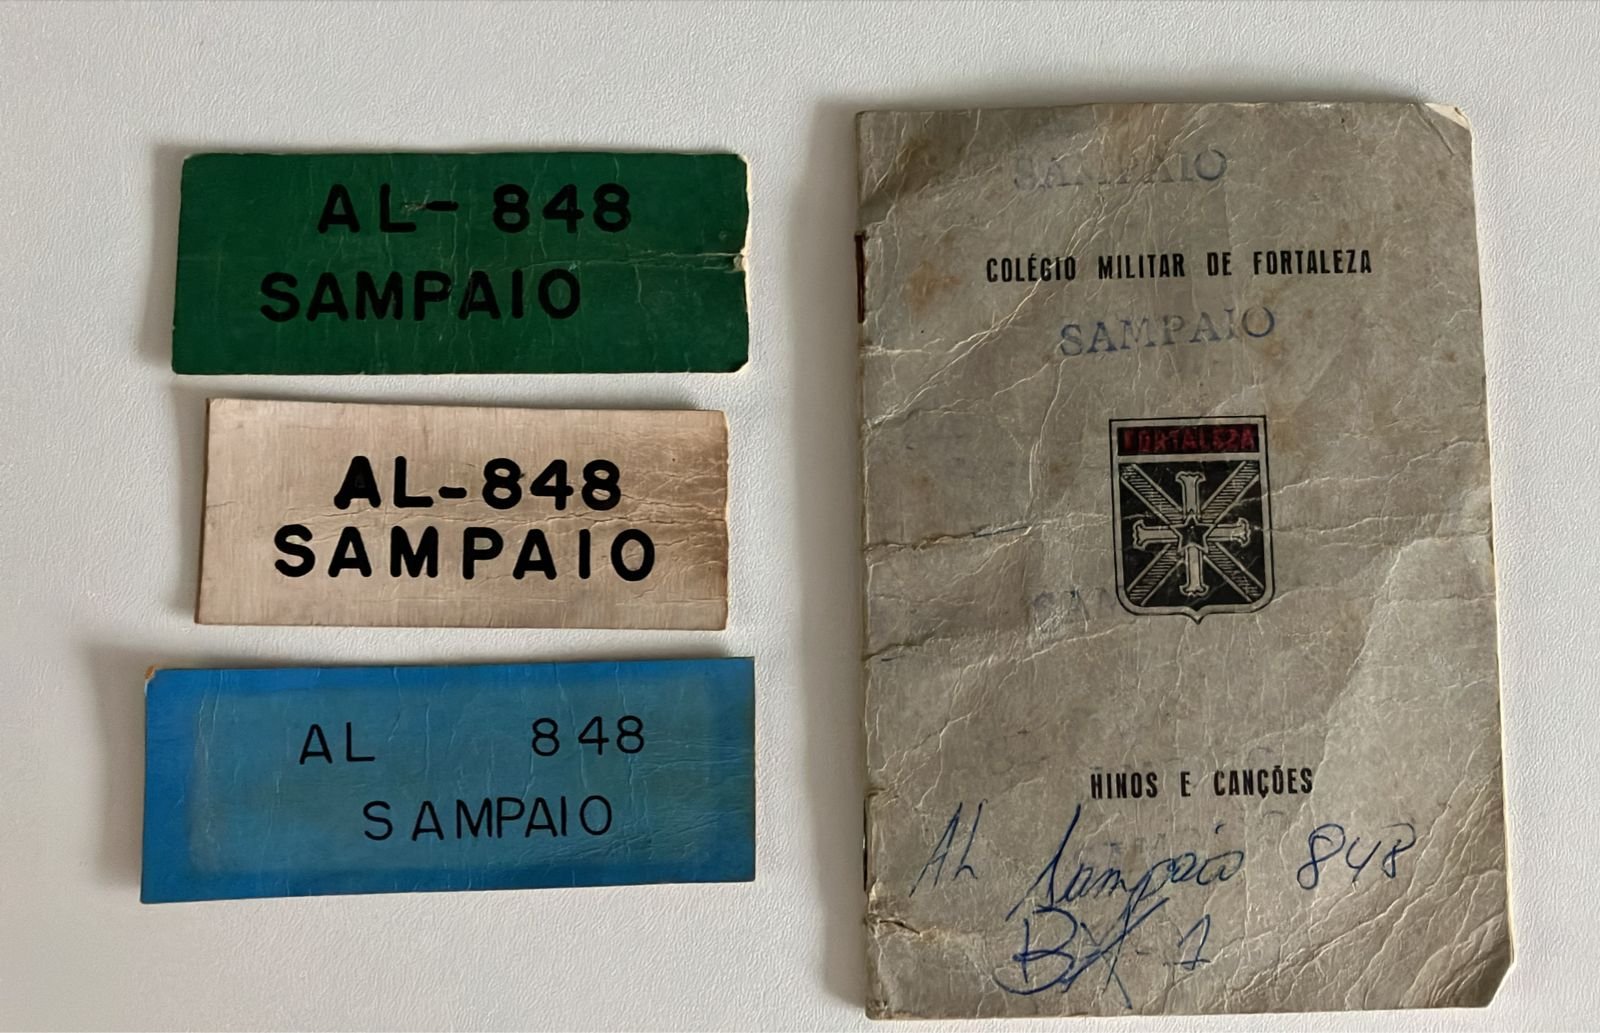 AL- 848
SAMPAIO
AL-848
SAMPAIO
AL 848
SAMPAIO
SAMPAIO
COLÉGIO MILITAR DE FORTALEZA
SAMPAIO
FORTALEZA
HINOS E CANÇÕES
AL Sampaio 848